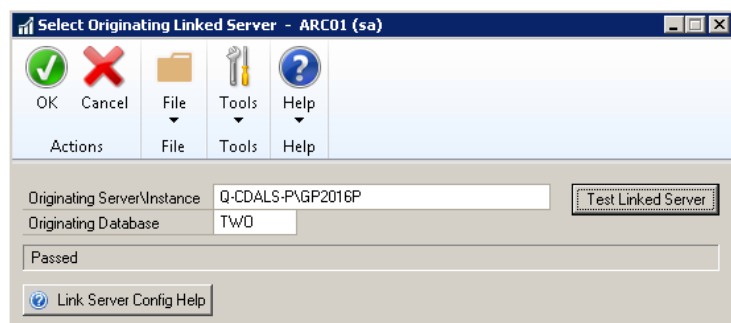 Select Originating Linked Server - ARC01 (sa)
OK Cancel File Tools Help
Actions File Tools Help
Originating Server\Instance Q-CDALS-P\GP2016P Test Linked Server
Originating Database TWO
Passed
Link Server Config Help